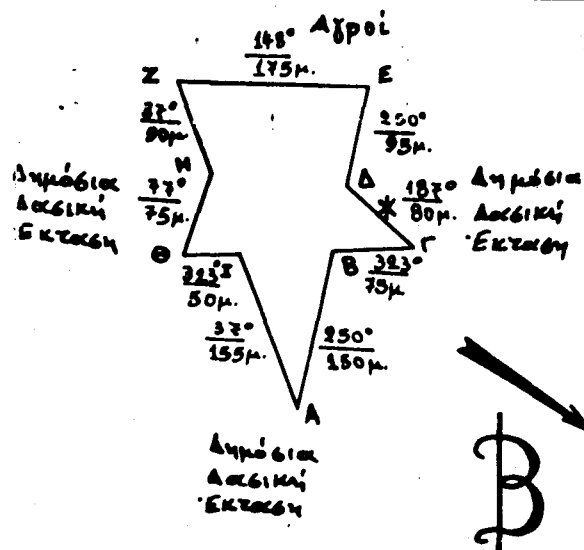 Αγροί
148°
175μ.
Ζ
Ε
37°
90μ
250°
95μ.
Η
Δ
77°
75μ.
187°
80μ.
Δημόσια
Δασική
Έκταση
Δημόσια
Δασική
Έκταση
Θ
Ι
Β
Γ
323°
50μ.
323°
75μ
37°
155μ.
250°
150μ.
Α
Δημόσια
Δασική
Έκταση
Β